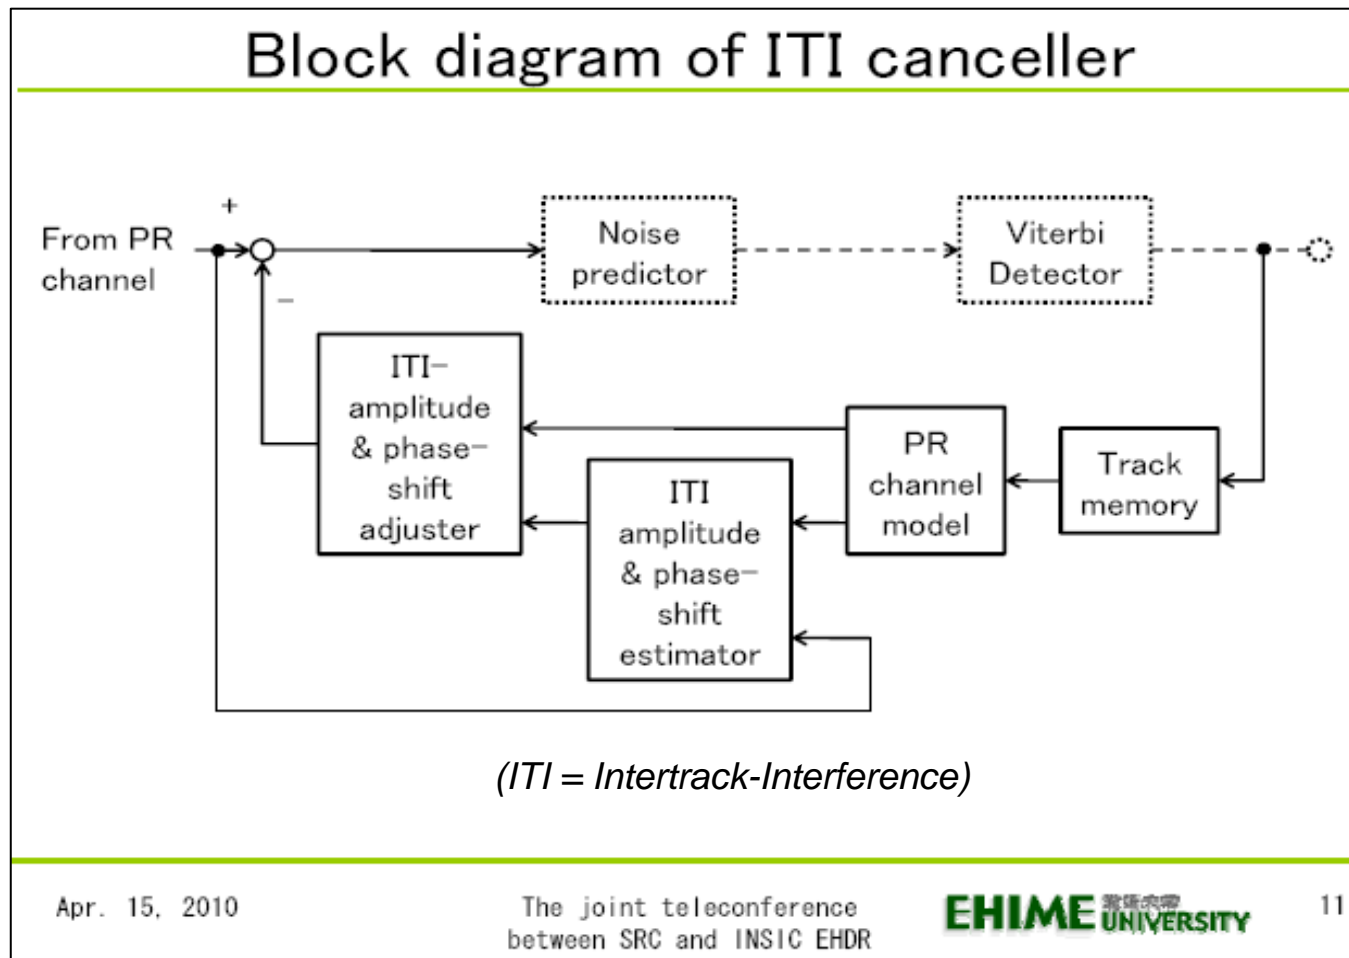 Block diagram of ITI canceller
+
From PR
channel
−
Noise
predictor
Viterbi
Detector
ITI−
amplitude
& phase−
shift
adjuster
ITI
amplitude
& phase−
shift
estimator
PR
channel
model
Track
memory
(ITI = Intertrack-Interference)
Apr. 15, 2010
The joint teleconference
between SRC and INSIC EHDR
EHIME UNIVERSITY
11